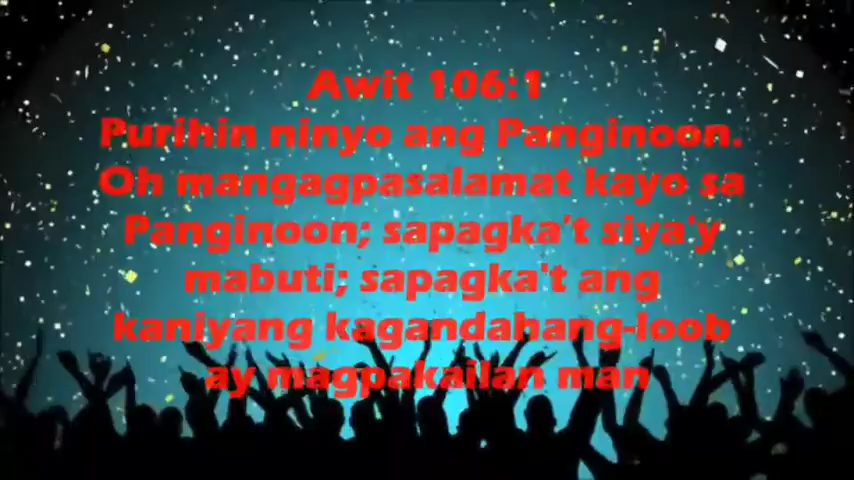 Awit 106:1
Purihin ninyo ang Panginoon.
Oh mangagpasalamat kayo sa
Panginoon; sapagka't siya'y
mabuti; sapagka't ang
kaniyang kagandahang-loob
ay magpakailan man